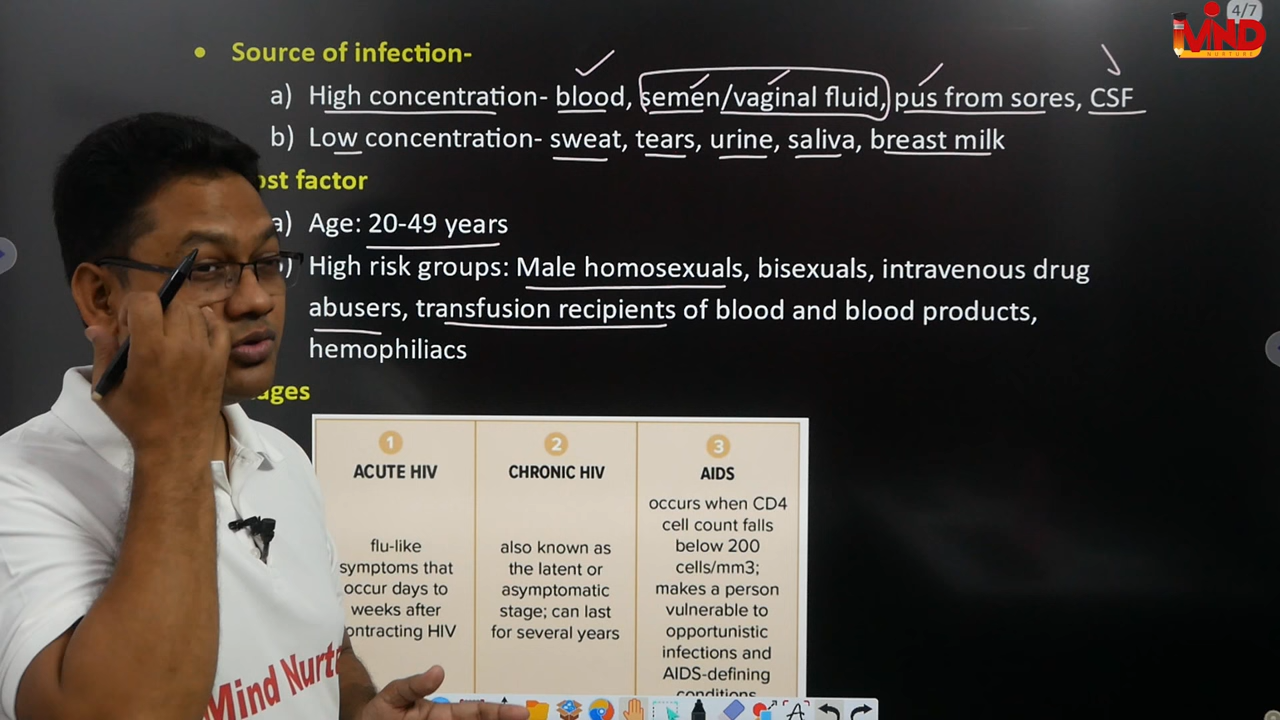 4/7
MIND
NURTURE
• Source of infection-
a) High concentration- blood, semen/vaginal fluid, pus from sores, CSF
b) Low concentration- sweat, tears, urine, saliva, breast milk
ost factor
a) Age: 20-49 years
) High risk groups: Male homosexuals, bisexuals, intravenous drug
abusers, transfusion recipients of blood and blood products,
hemophiliacs
ages
1
ACUTE HIV
flu-like
symptoms that
occur days to
weeks after
ontracting HIV
2
CHRONIC HIV
also known as
the latent or
asymptomatic
stage; can last
for several years
3
AIDS
occurs when CD4
cell count falls
below 200
cells/mm3;
makes a person
vulnerable to
opportunistic
infections and
AIDS-defining
conditions
Mind Nurt
A